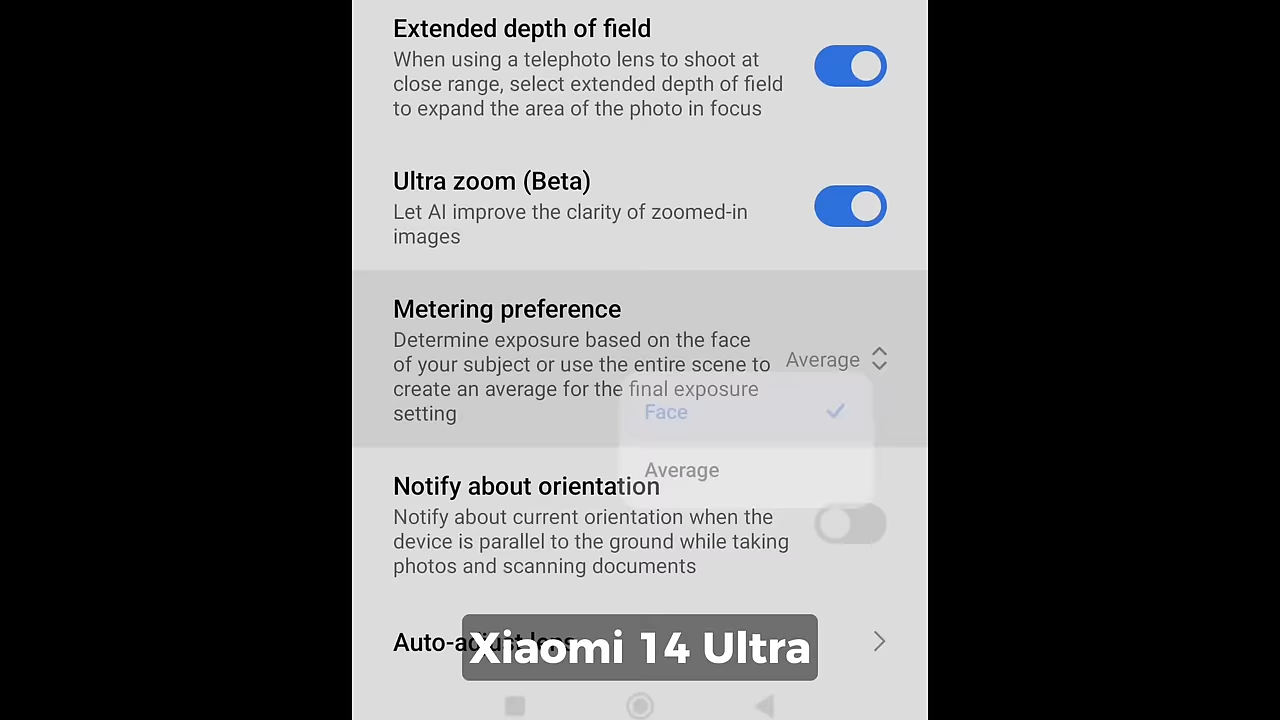 Extended depth of field
When using a telephoto lens to shoot at
close range, select extended depth of field
to expand the area of the photo in focus
Ultra zoom (Beta)
Let AI improve the clarity of zoomed-in
images
Metering preference
Determine exposure based on the face
of your subject or use the entire scene to
create an average for the final exposure
setting
Average
Face
Average
Notify about orientation
Notify about current orientation when the
device is parallel to the ground while taking
photos and scanning documents
Auto-adjust lens
Xiaomi 14 Ultra